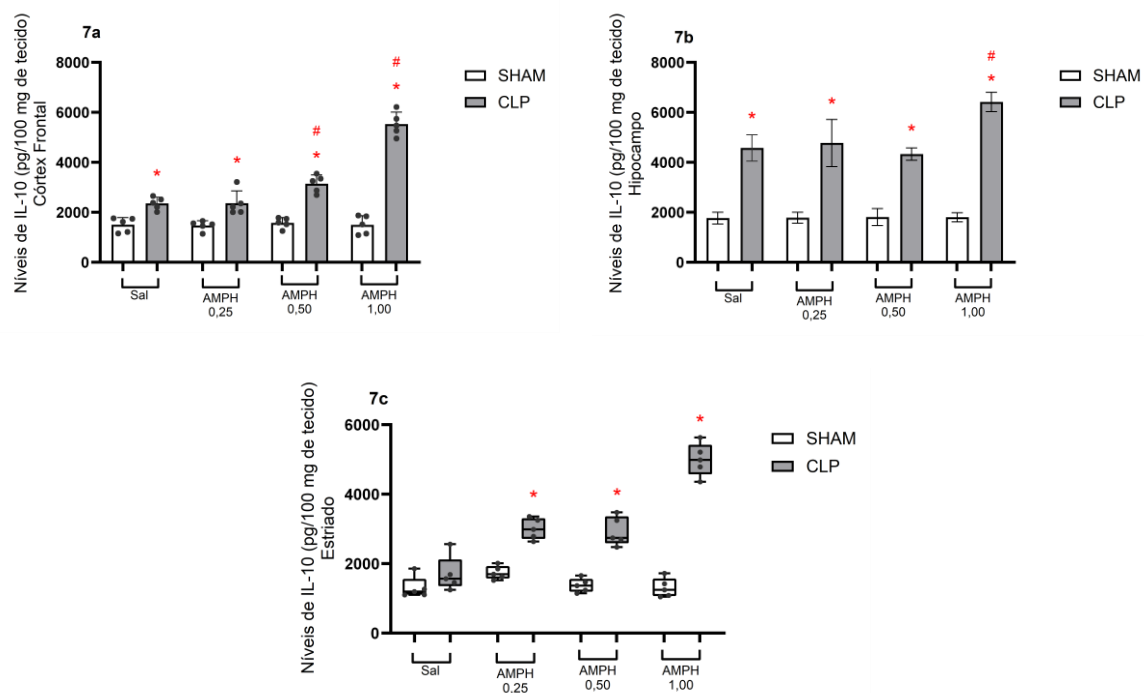 7a
Níveis de IL-10 (pg/100 mg de tecido)
Córtex Frontal
8000
6000
4000
2000
0
#
*
#
*
*
*
SHAM
CLP
Sal
AMPH
0,25
AMPH
0,50
AMPH
1,00
7b
Níveis de IL-10 (pg/100 mg de tecido)
Hipocampo
8000
6000
4000
2000
0
#
*
*
*
*
SHAM
CLP
Sal
AMPH
0,25
AMPH
0,50
AMPH
1,00
7c
Níveis de IL-10 (pg/100 mg de tecido)
Estriado
6000
4000
2000
0
*
*
*
SHAM
CLP
Sal
AMPH
0,25
AMPH
0,50
AMPH
1,00